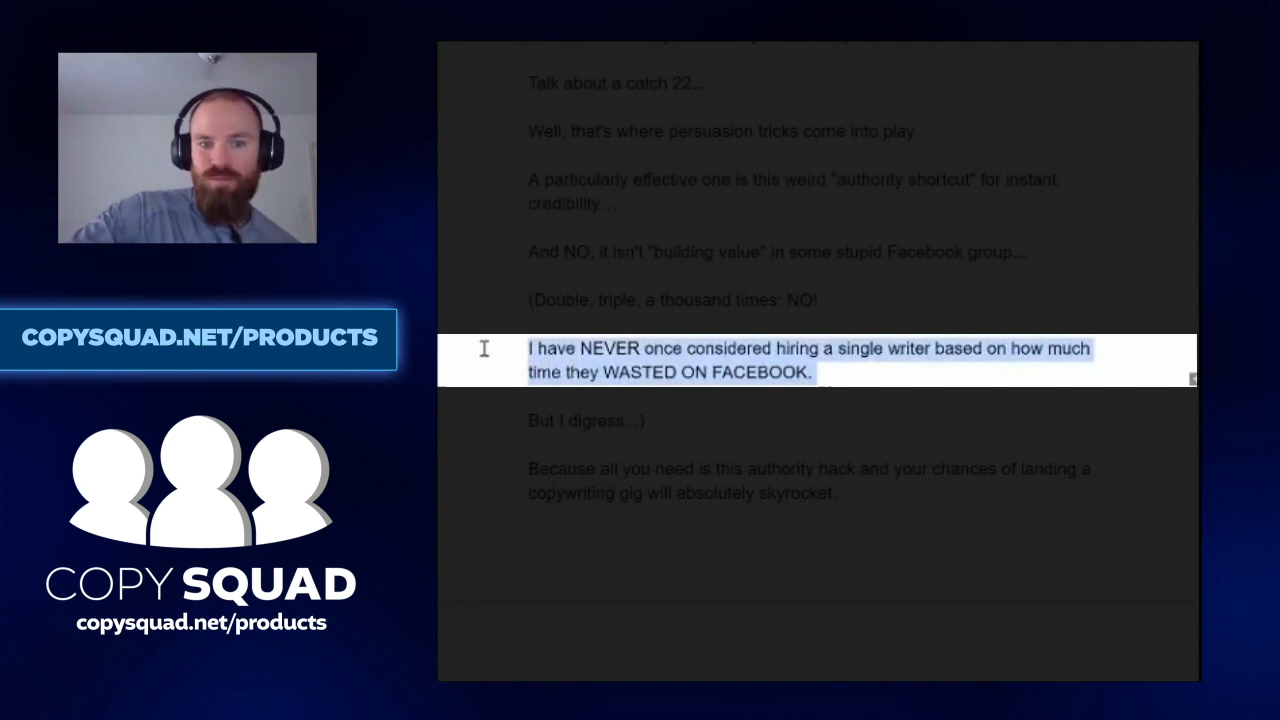 COPYSQUAD.NET/PRODUCTS
COPY SQUAD
copysquad.net/products
Talk about a catch 22...
Well, that's where persuasion tricks come into play.
A particularly effective one is this weird "authority shortcut" for instant
credibility...
And NO, it isn't "building value" in some stupid Facebook group...
(Double, triple, a thousand times: NO!
I have NEVER once considered hiring a single writer based on how much
time they WASTED ON FACEBOOK.
But I digress...)
Because all you need is this authority hack and your chances of landing a
copywriting gig will absolutely skyrocket.